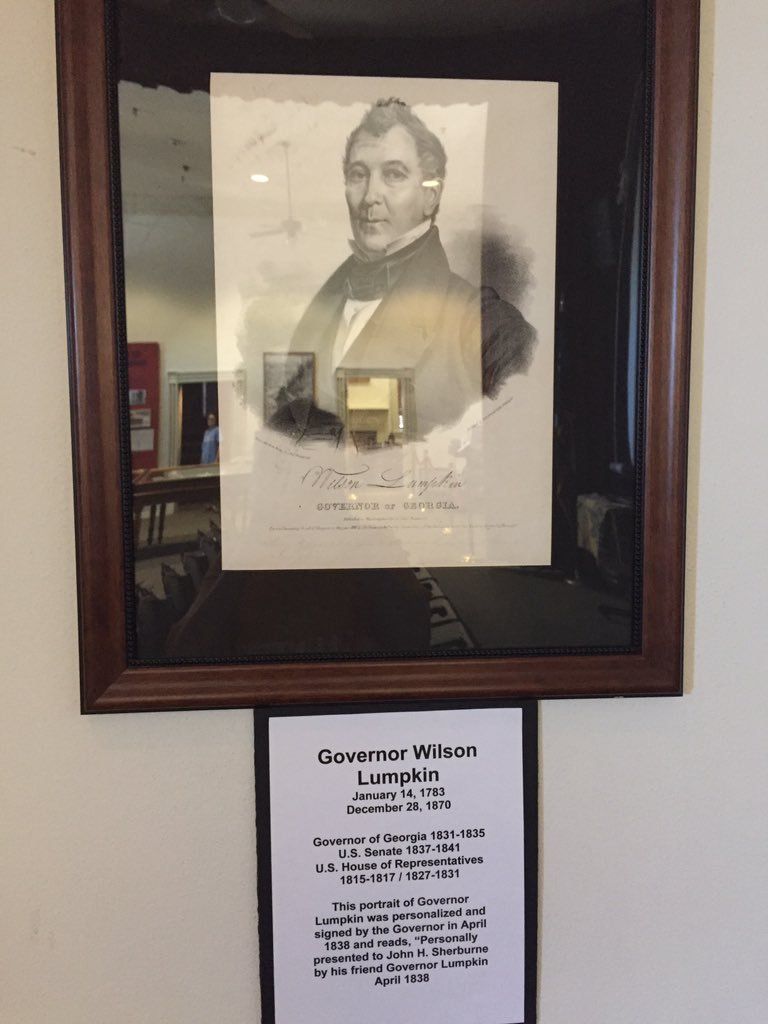 Wilson Lumpkin
GOVERNOR OF GEORGIA.
Governor Wilson
Lumpkin
January 14, 1783
December 28, 1870
Governor of Georgia 1831-1835
U.S. Senate 1837-1841
U.S. House of Representatives
1815-1817 / 1827-1831
This portrait of Governor
Lumpkin was personalized and
signed by the Governor in April
1838 and reads, “Personally
presented to John H. Sherburne
by his friend Governor Lumpkin
April 1838